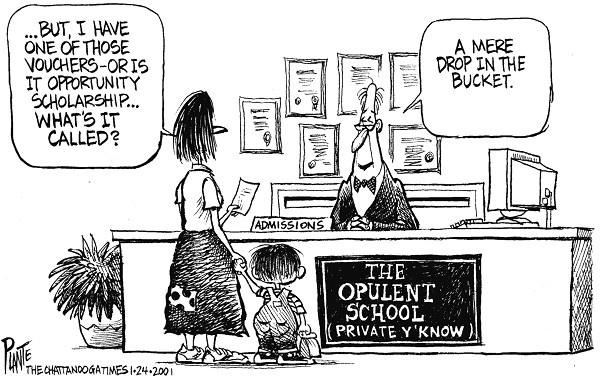 ...BUT, I HAVE
ONE OF THOSE
VOUCHERS-OR IS
IT OPPORTUNITY
SCHOLARSHIP...
WHAT'S IT
CALLED?
A MERE
DROP IN THE
BUCKET.
ADMISSIONS
THE
OPULENT
SCHOOL
(PRIVATE Y'KNOW)
PLANTE
THE CHATTANOOGA TIMES 1•24•2001